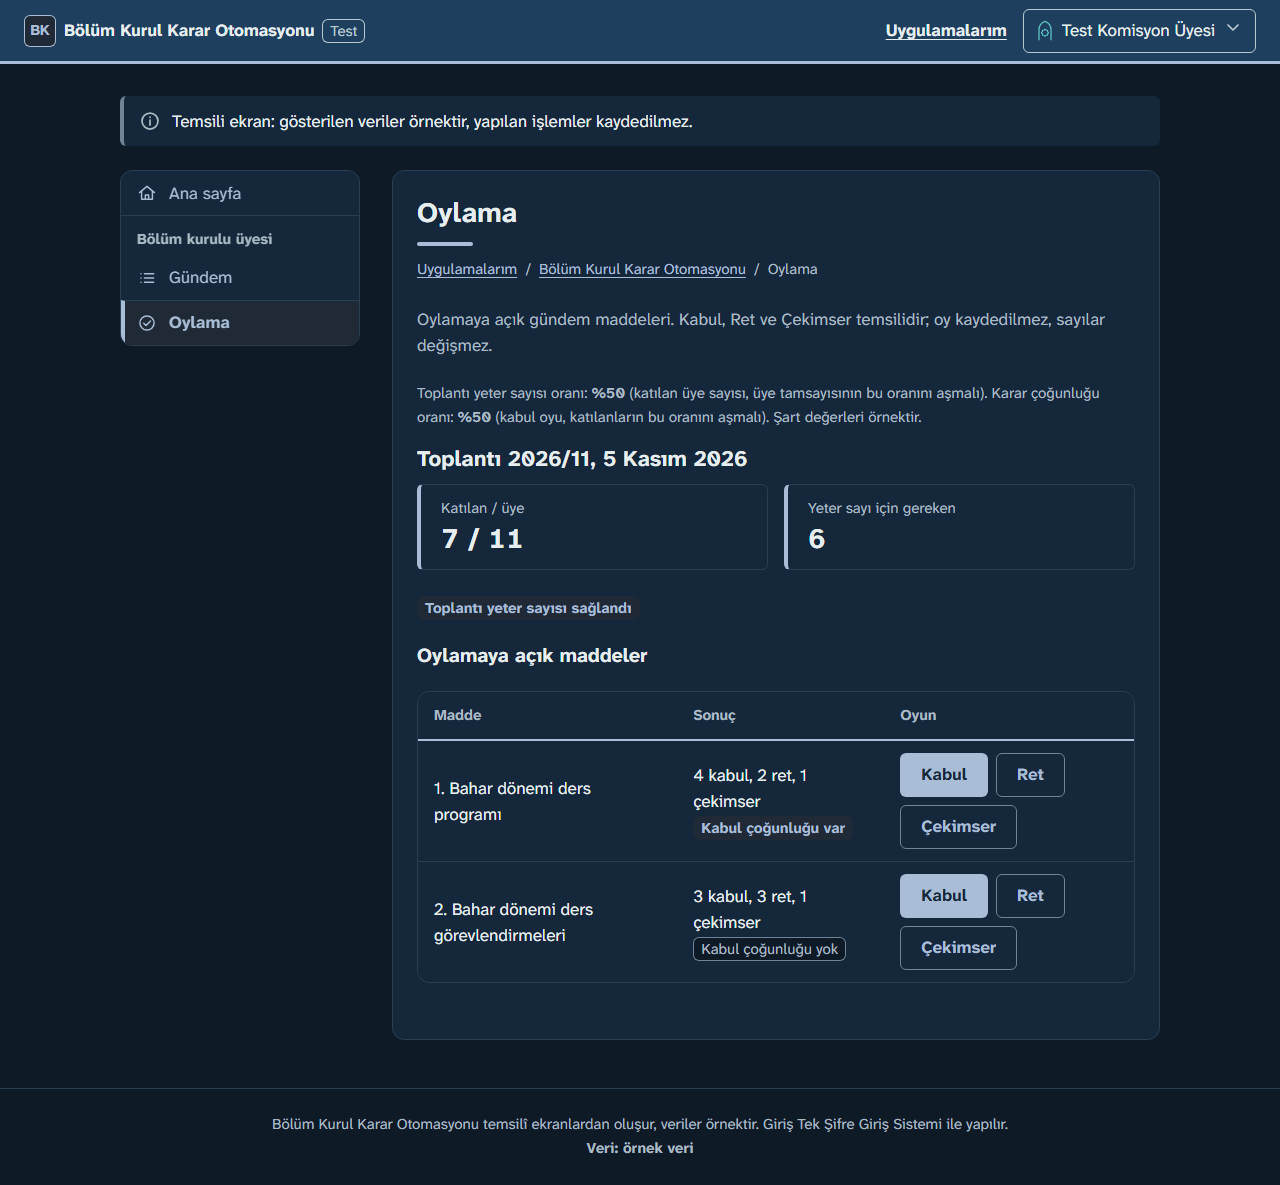 BK Bölüm Kurul Karar Otomasyonu Test
Uygulamalarım
Test Komisyon Üyesi
Temsili ekran: gösterilen veriler örnektir, yapılan işlemler kaydedilmez.
Ana sayfa
Bölüm kurulu üyesi
Gündem
Oylama
Oylama
Uygulamalarım / Bölüm Kurul Karar Otomasyonu / Oylama
Oylamaya açık gündem maddeleri. Kabul, Ret ve Çekimser temsilidir; oy kaydedilmez, sayılar
değişmez.
Toplantı yeter sayısı oranı: %50 (katılan üye sayısı, üye tamsayısının bu oranını aşmalı). Karar çoğunluğu
oranı: %50 (kabul oyu, katılanların bu oranını aşmalı). Şart değerleri örnektir.
Toplantı 2026/11, 5 Kasım 2026
Katılan / üye
7 / 11
Yeter sayı için gereken
6
Toplantı yeter sayısı sağlandı
Oylamaya açık maddeler
Madde Sonuç Oyun
1. Bahar dönemi ders
programı
4 kabul, 2 ret, 1
çekimser
Kabul çoğunluğu var
Kabul Ret
Çekimser
2. Bahar dönemi ders
görevlendirmeleri
3 kabul, 3 ret, 1
çekimser
Kabul çoğunluğu yok
Kabul Ret
Çekimser
Bölüm Kurul Karar Otomasyonu temsilî ekranlardan oluşur, veriler örnektir. Giriş Tek Şifre Giriş Sistemi ile yapılır.
Veri: örnek veri